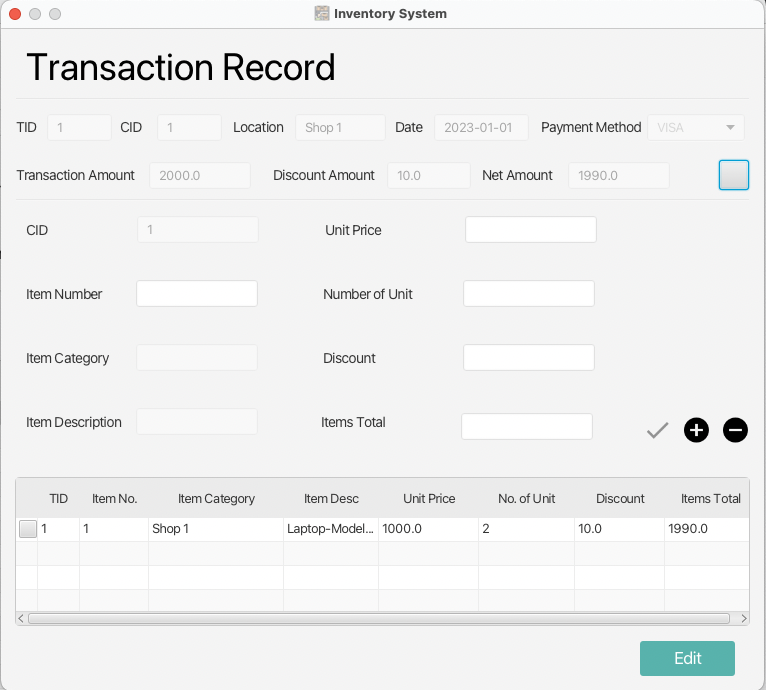 Inventory System
Transaction Record
TID 1 CID 1 Location Shop 1 Date 2023-01-01 Payment Method VISA
Transaction Amount 2000.0 Discount Amount 10.0 Net Amount 1990.0
CID 1 Unit Price
Item Number Number of Unit
Item Category Discount
Item Description Items Total
TID Item No. Item Category Item Desc Unit Price No. of Unit Discount Items Total
1 1 Shop 1 Laptop-Model... 1000.0 2 10.0 1990.0
Edit